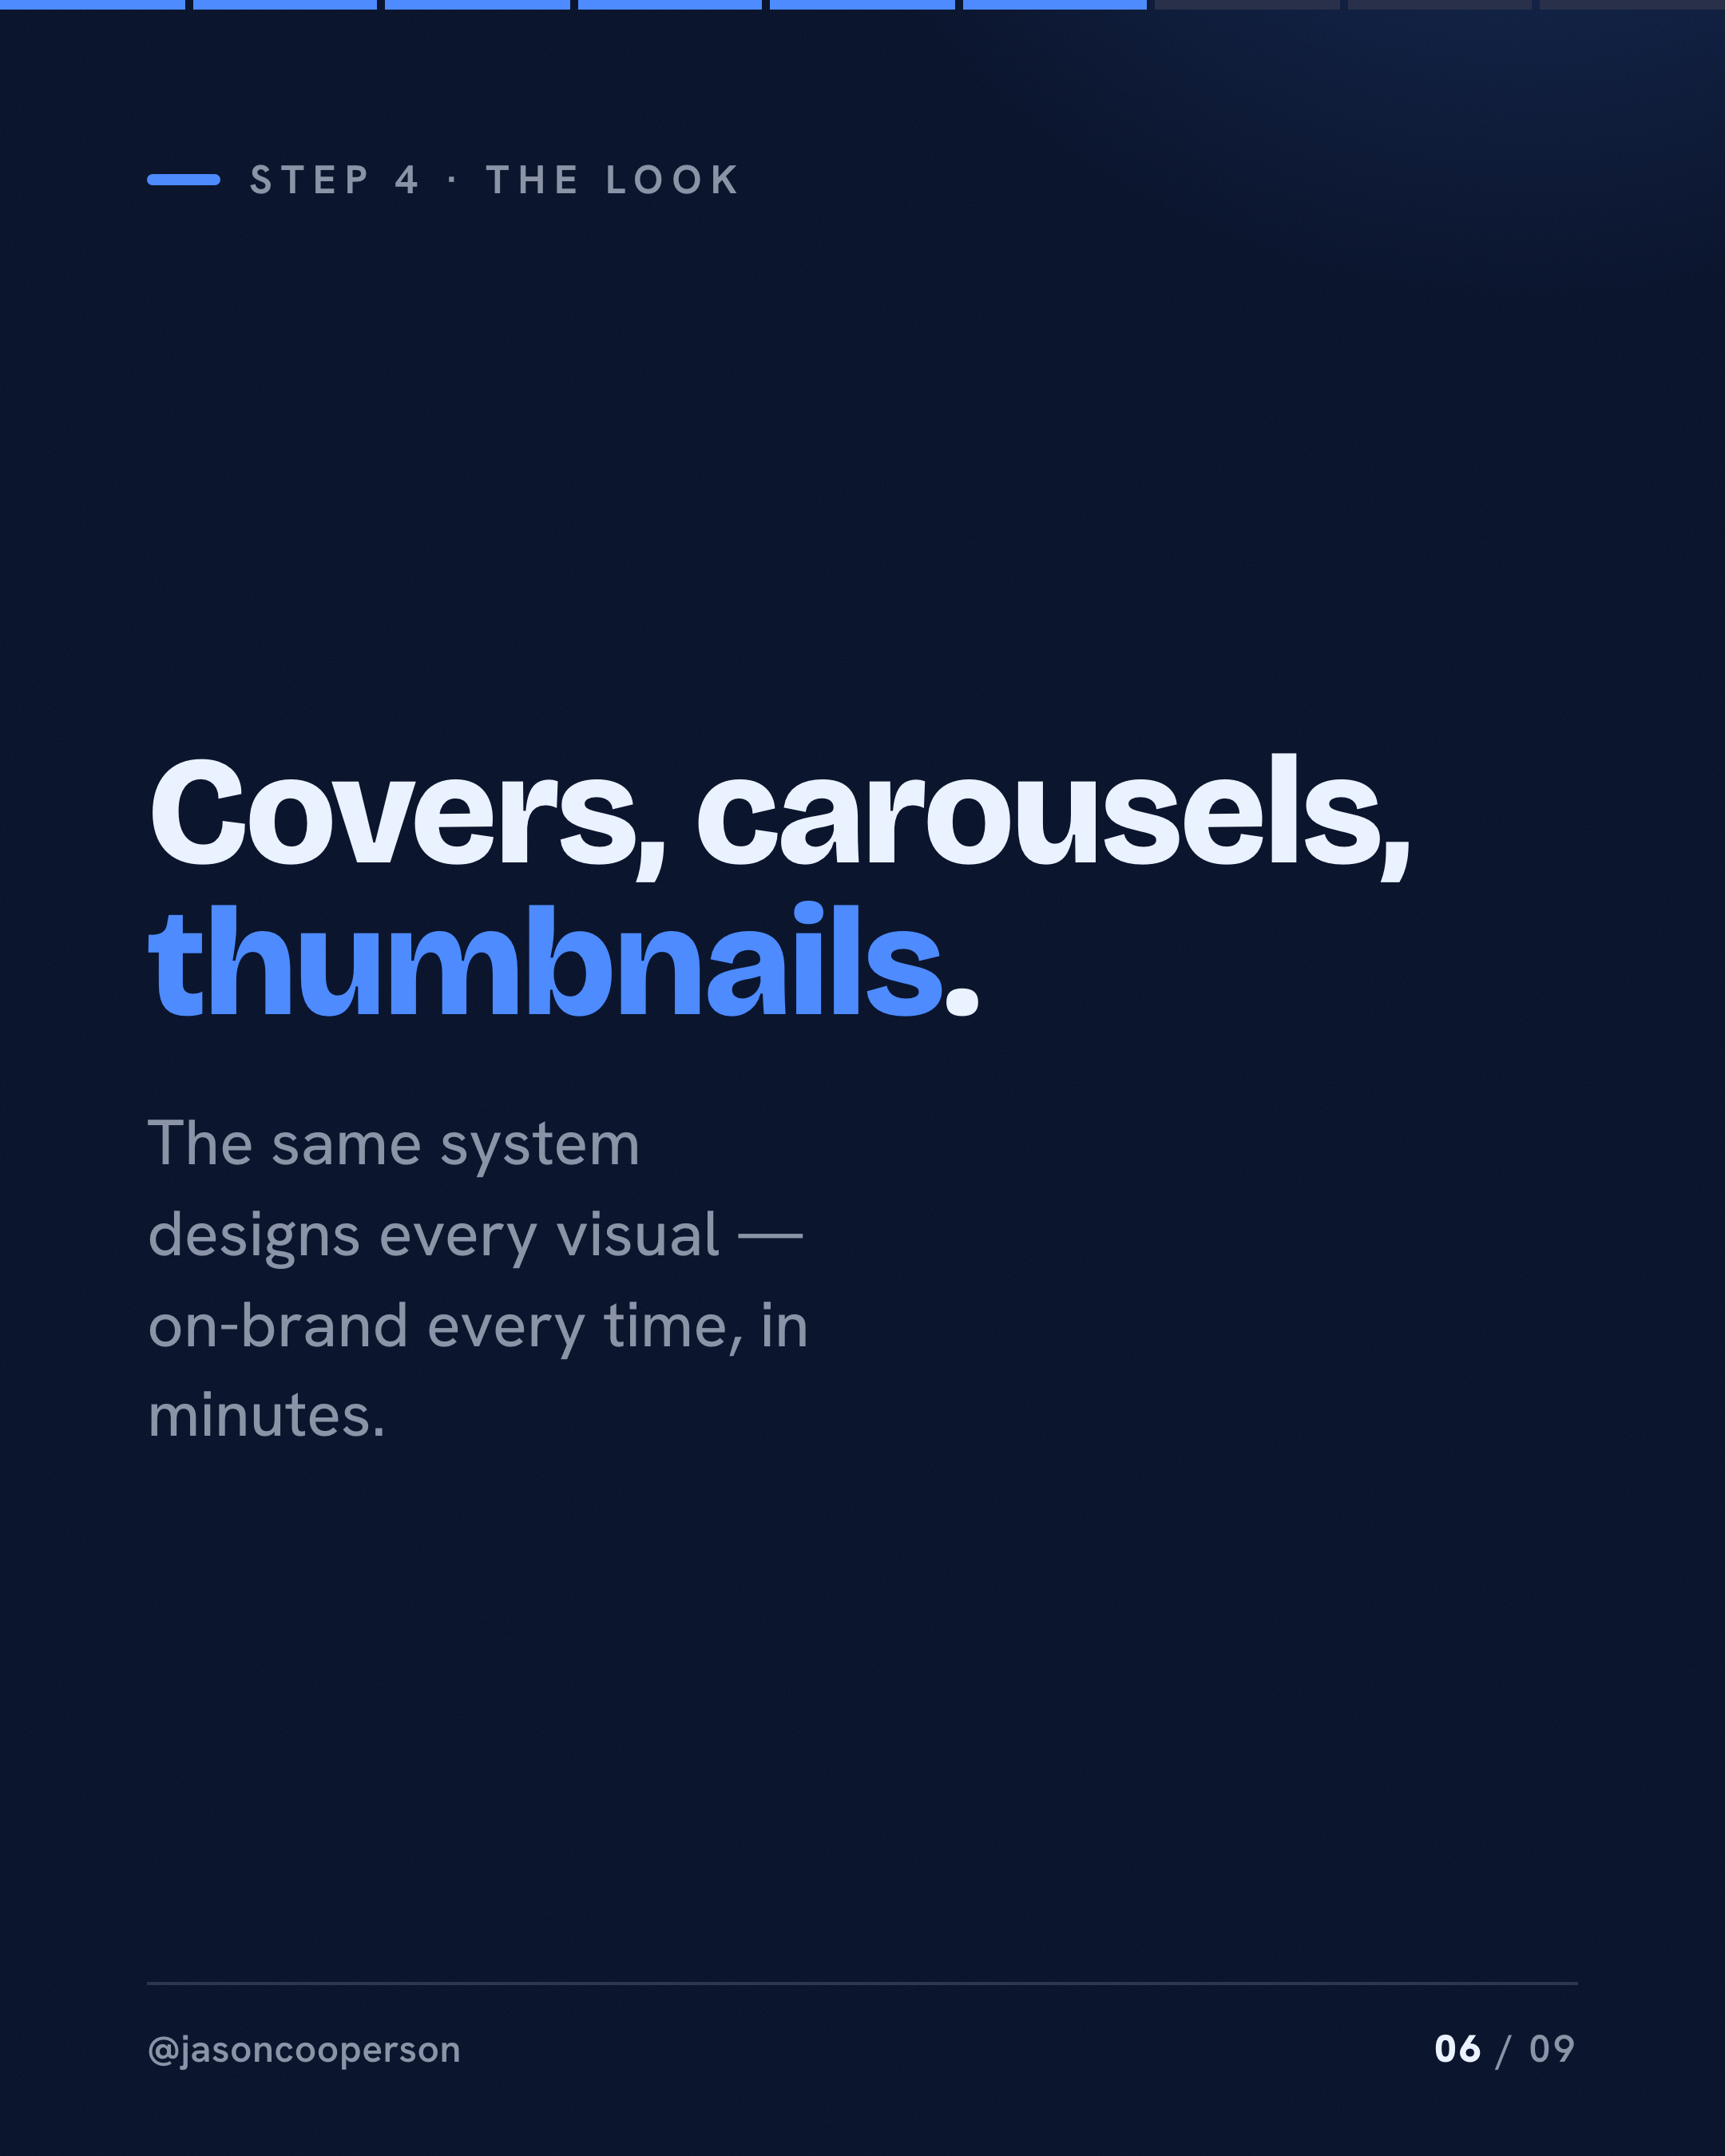 STEP 4 · THE LOOK
Covers, carousels,
thumbnails.
The same system
designs every visual —
on-brand every time, in
minutes.
@jasoncooperson
06 / 09